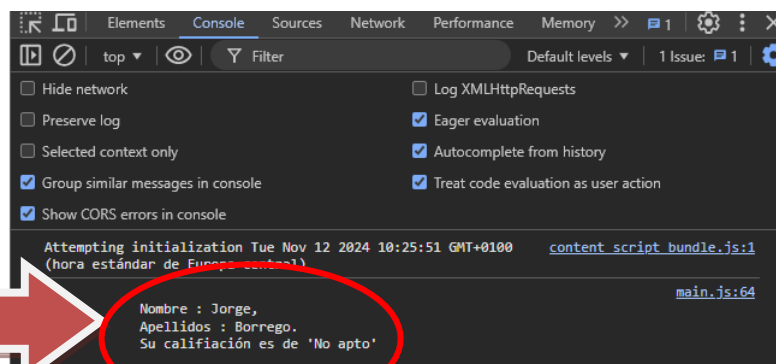 Elements Console Sources Network Performance Memory 1
top Filter Default levels 1 Issue: 1
Hide network Log XMLHttpRequests
Preserve log Eager evaluation
Selected context only Autocomplete from history
Group similar messages in console Treat code evaluation as user action
Show CORS errors in console
Attempting initialization Tue Nov 12 2024 10:25:51 GMT+0100 content script bundle.js:1
(hora estándar de Europa central)
main.js:64
Nombre : Jorge,
Apellidos : Borrego.
Su califiación es de 'No apto'